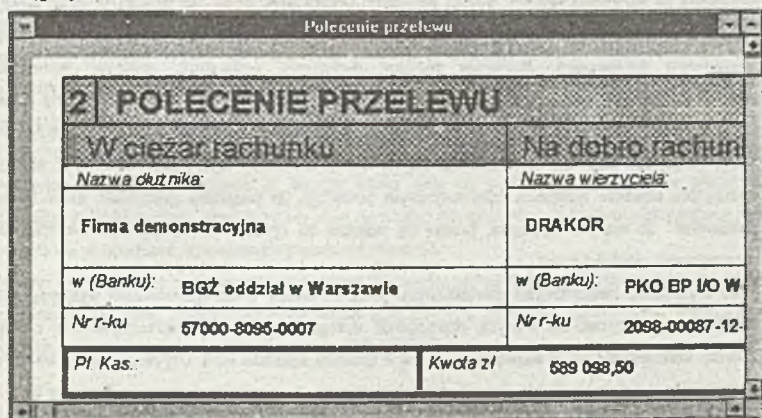 Polecenie przelewu
2 POLECENIE PRZELEWU
W ciężar rachunku Na dobro rachun
Nazwa dłużnika: Nazwa wierzyciela:
Firma demonstracyjna DRAKOR
w (Banku): BGŻ oddział w Warszawie w (Banku): PKO BP I/O W
Nr r-ku 57000-8095-0007 Nr r-ku 2098-00087-12-
Pł. Kas.: Kwota zł 589 098,50